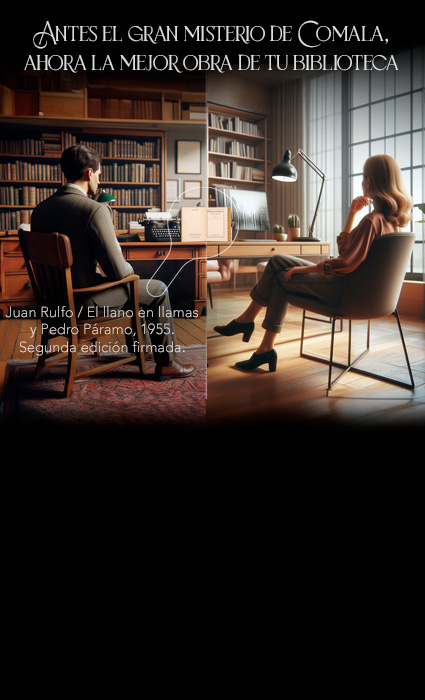 Antes el gran misterio de Comala,
ahora la mejor obra de tu biblioteca
Juan Rulfo / El llano en llamas
y Pedro Páramo, 1955.
Segunda edición firmada.